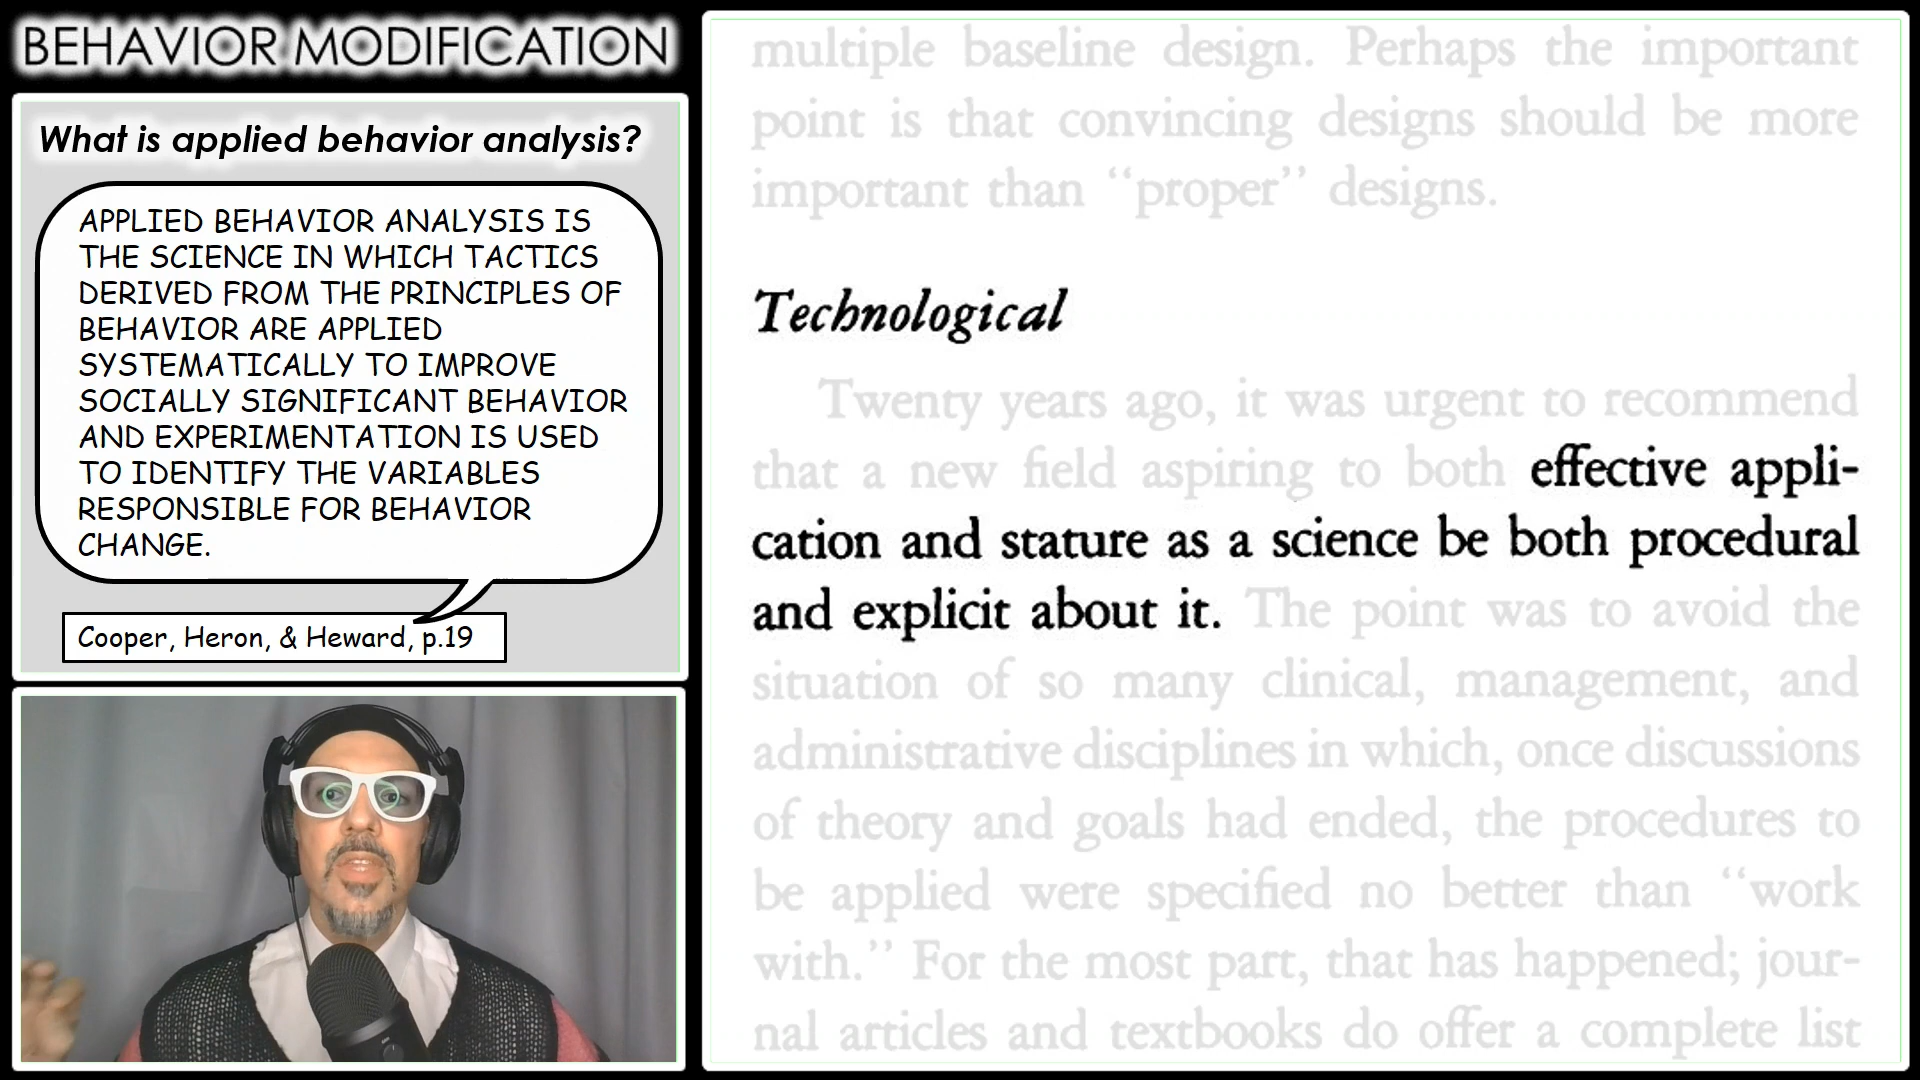 BEHAVIOR MODIFICATION
What is applied behavior analysis?
APPLIED BEHAVIOR ANALYSIS IS
THE SCIENCE IN WHICH TACTICS
DERIVED FROM THE PRINCIPLES OF
BEHAVIOR ARE APPLIED
SYSTEMATICALLY TO IMPROVE
SOCIALLY SIGNIFICANT BEHAVIOR
AND EXPERIMENTATION IS USED
TO IDENTIFY THE VARIABLES
RESPONSIBLE FOR BEHAVIOR
CHANGE.
Cooper, Heron, & Heward, p.19
multiple baseline design. Perhaps the important
point is that convincing designs should be more
important than “proper” designs.
Technological
Twenty years ago, it was urgent to recommend
that a new field aspiring to both effective appli-
cation and stature as a science be both procedural
and explicit about it. The point was to avoid the
situation of so many clinical, management, and
administrative disciplines in which, once discussions
of theory and goals had ended, the procedures to
be applied were specified no better than “work
with.” For the most part, that has happened; jour-
nal articles and textbooks do offer a complete list